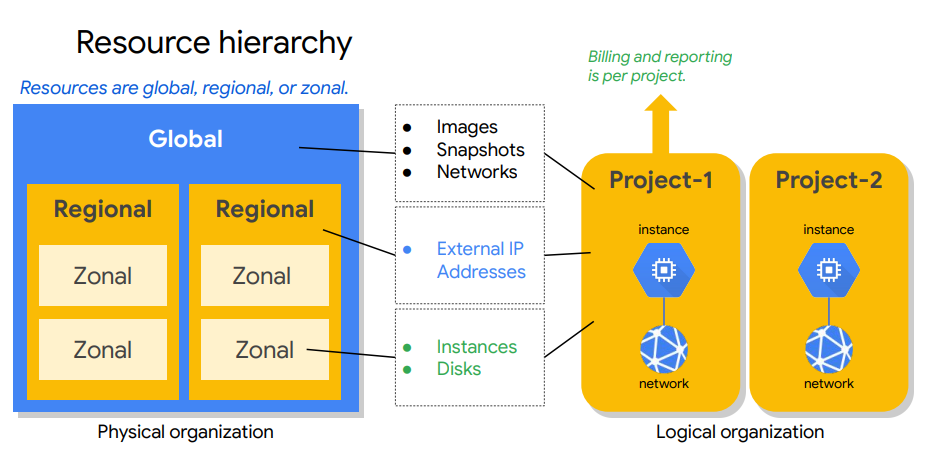 Resource hierarchy
Resources are global, regional, or zonal.
Global
Regional
Zonal
Zonal
Regional
Zonal
Zonal
Physical organization
● Images
● Snapshots
● Networks
● External IP
Addresses
● Instances
● Disks
Billing and reporting
is per project.
Project-1
instance
network
Project-2
instance
network
Logical organization